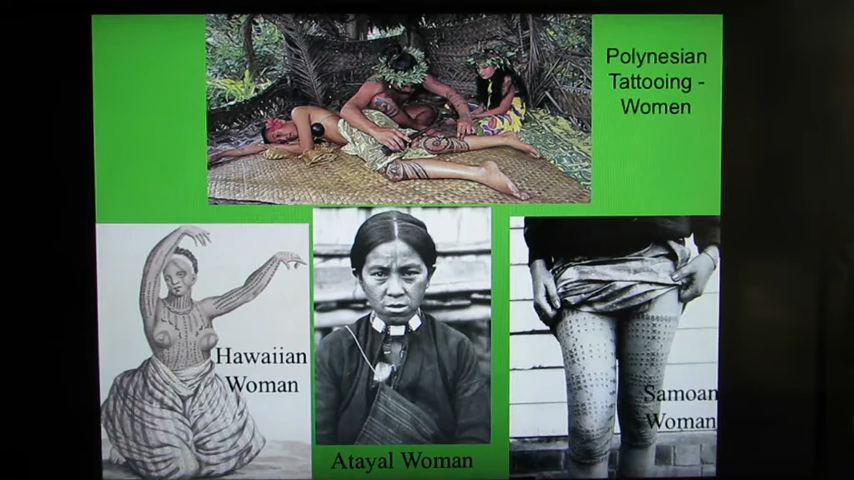 Polynesian
Tattooing -
Women
Hawaiian
Woman
Atayal Woman
Samoan
Woman